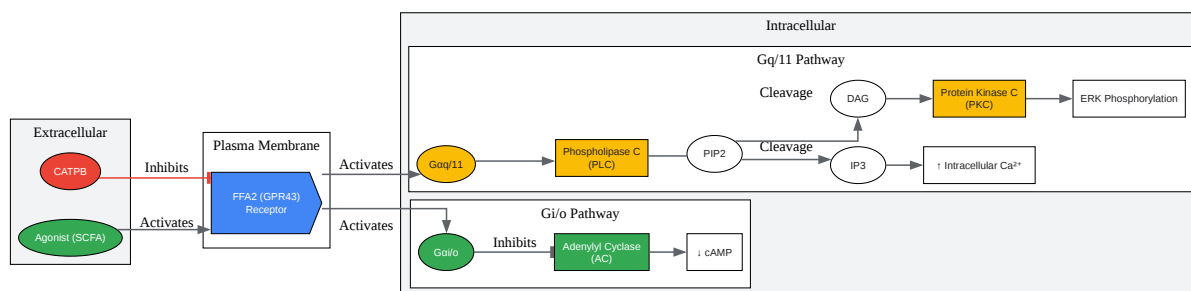 Intracellular
Gq/11 Pathway
Extracellular
CATPB
Agonist (SCFA)
Inhibits
Activates
Plasma Membrane
FFA2 (GPR43)
Receptor
Activates
Activates
Gαq/11
Phospholipase C
(PLC)
PIP2
Cleavage
Cleavage
DAG
IP3
Protein Kinase C
(PKC)
ERK Phosphorylation
↑ Intracellular Ca²⁺
Gi/o Pathway
Gαi/o
Inhibits
Adenylyl Cyclase
(AC)
↓ cAMP